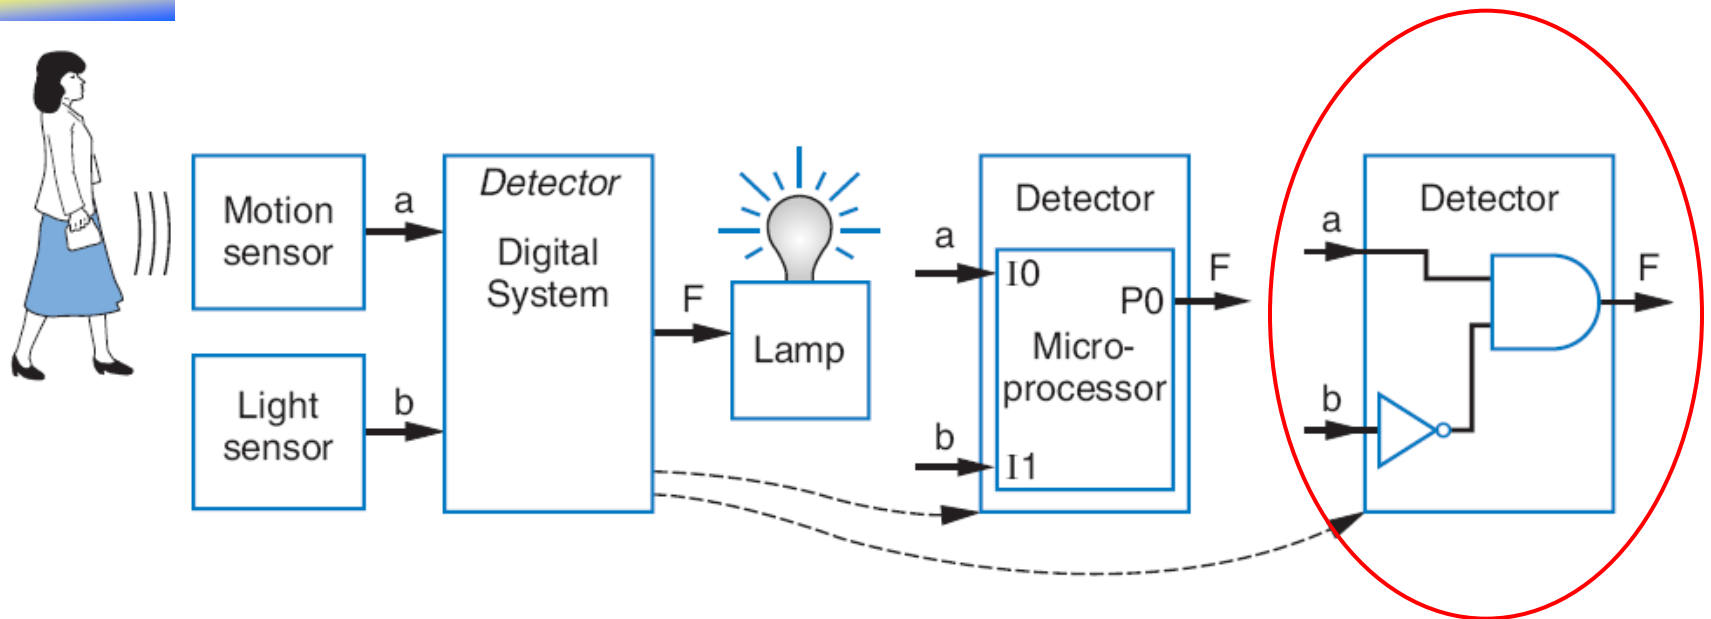 Motion
sensor
a
Light
sensor
b
Detector
Digital
System
F
Lamp
Detector
a
I0
P0
F
Micro-
processor
b
I1
Detector
a
F
b